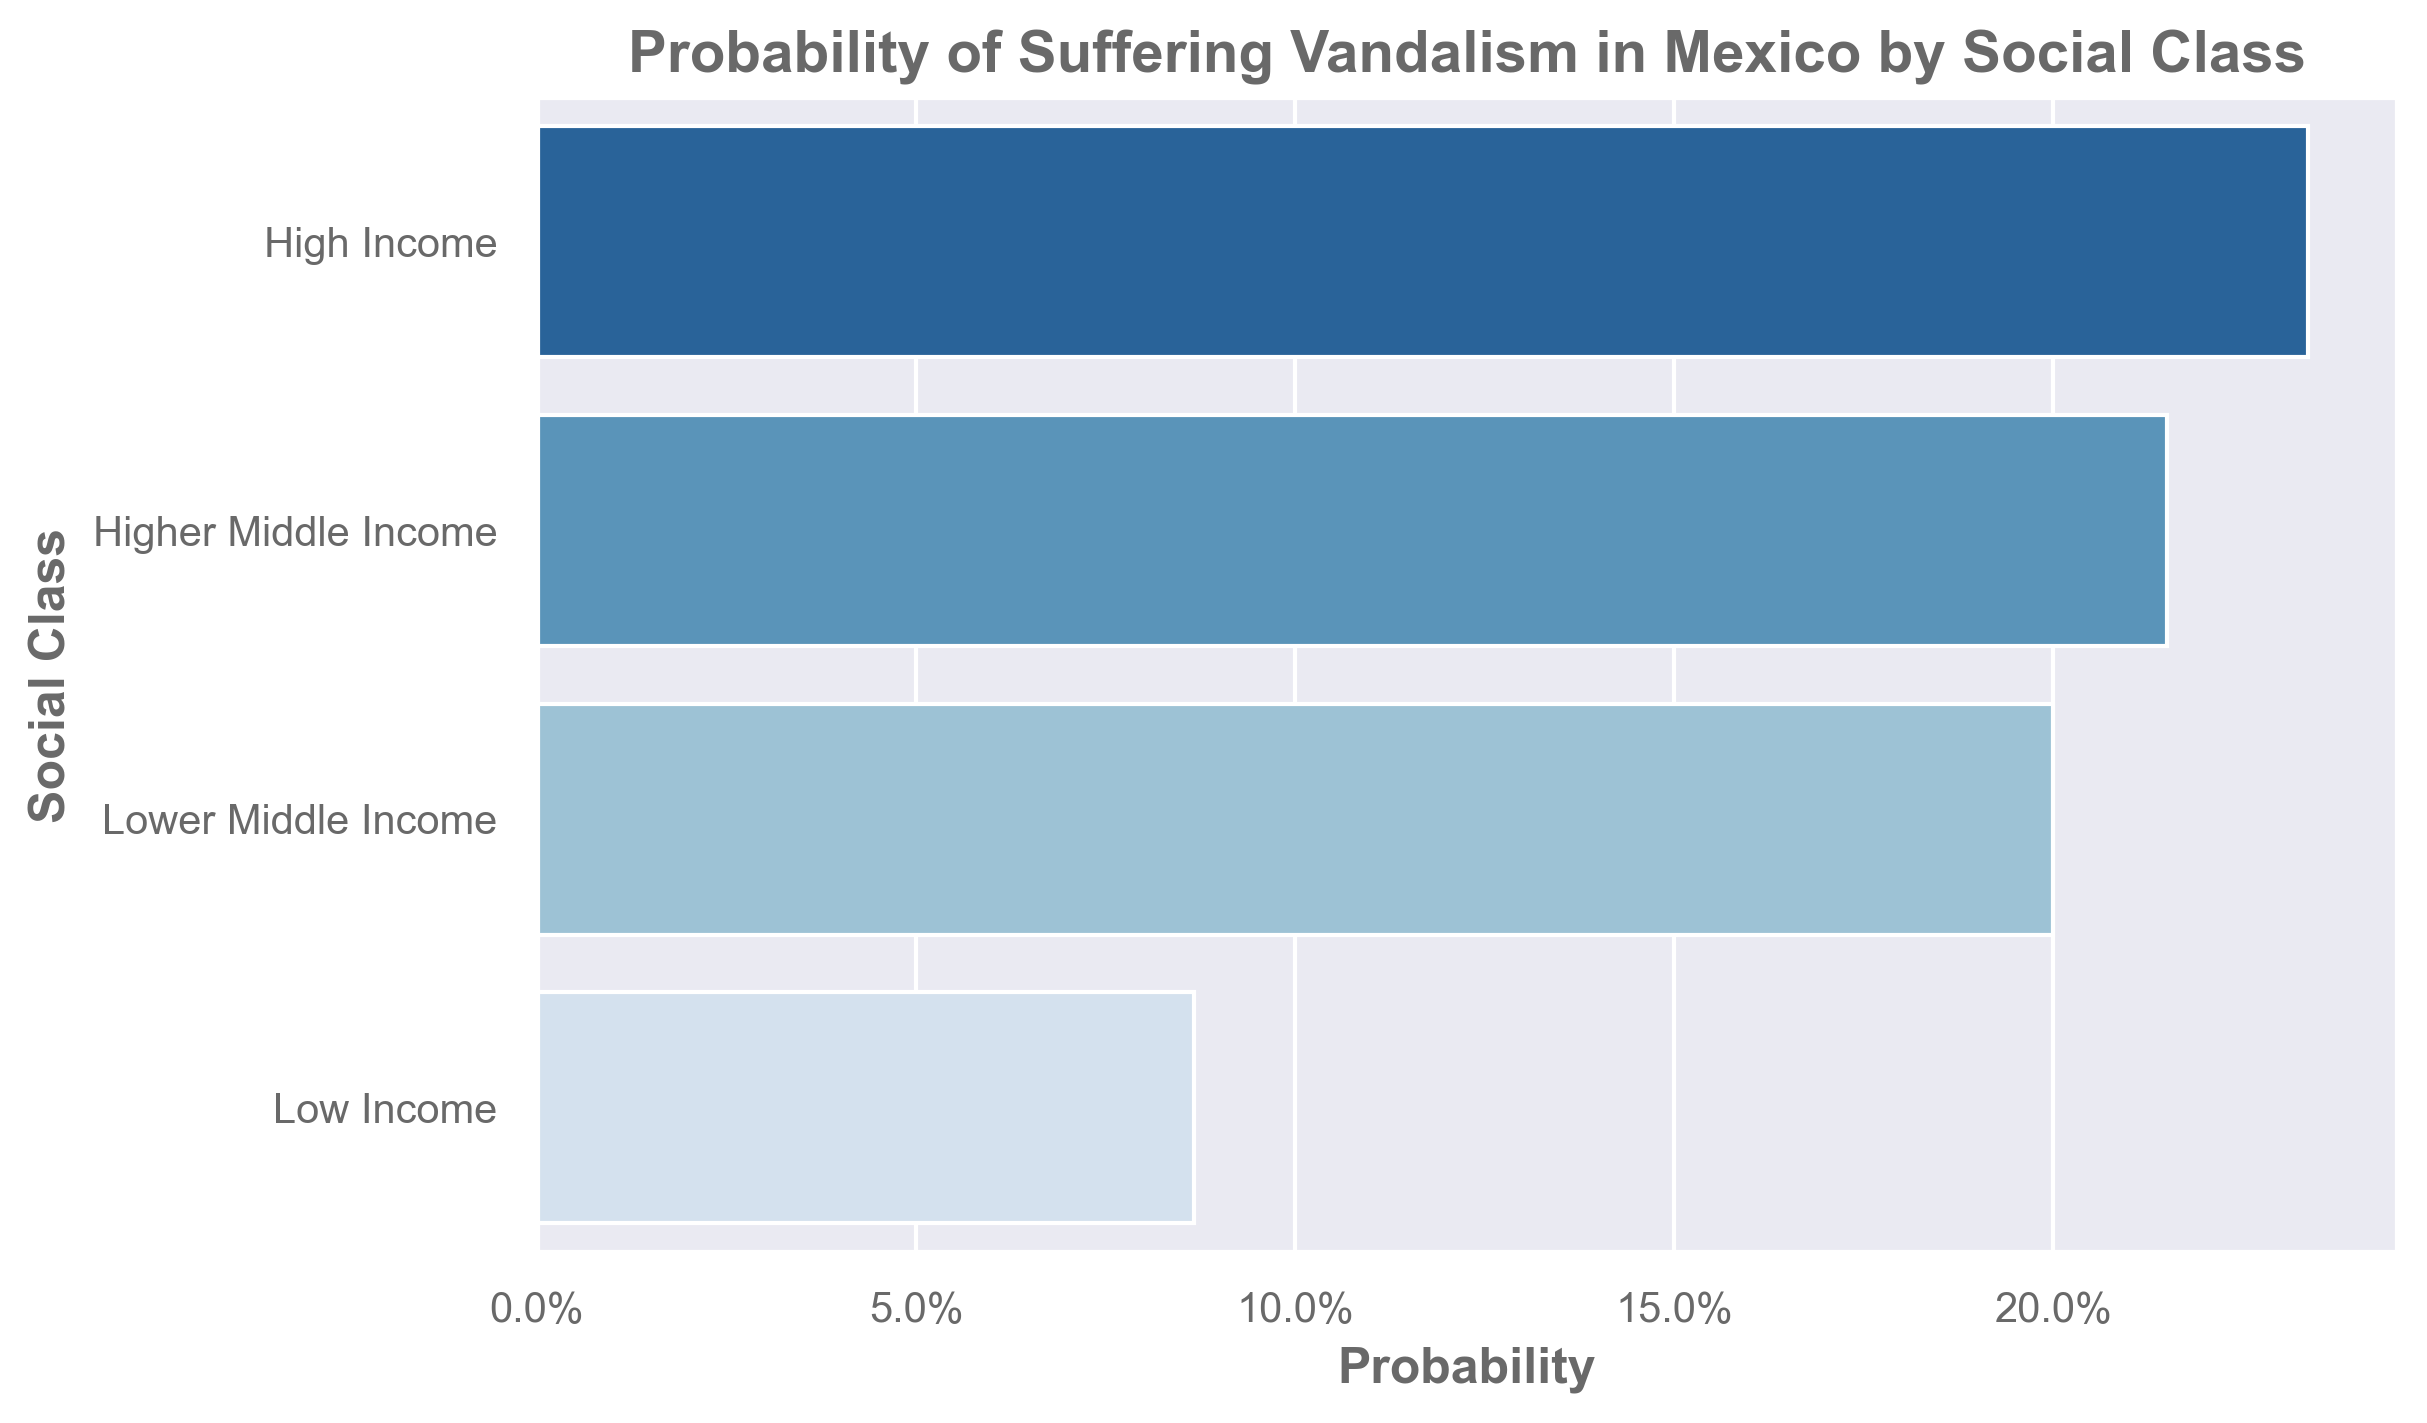 Probability of Suffering Vandalism in Mexico by Social Class
High Income
Higher Middle Income
Lower Middle Income
Low Income
Social Class
0.0%
5.0%
10.0%
15.0%
20.0%
Probability